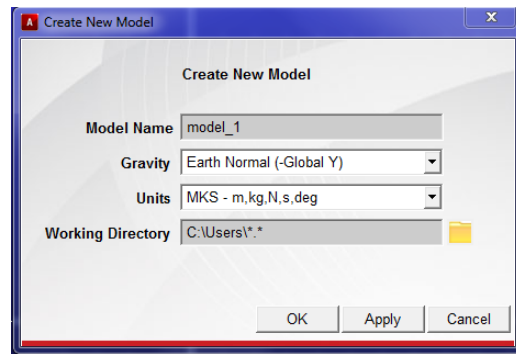 A Create New Model X
Create New Model
Model Name model_1
Gravity Earth Normal (-Global Y)
Units MKS - m,kg,N,s,deg
Working Directory C:\Users\*.*
OK Apply Cancel